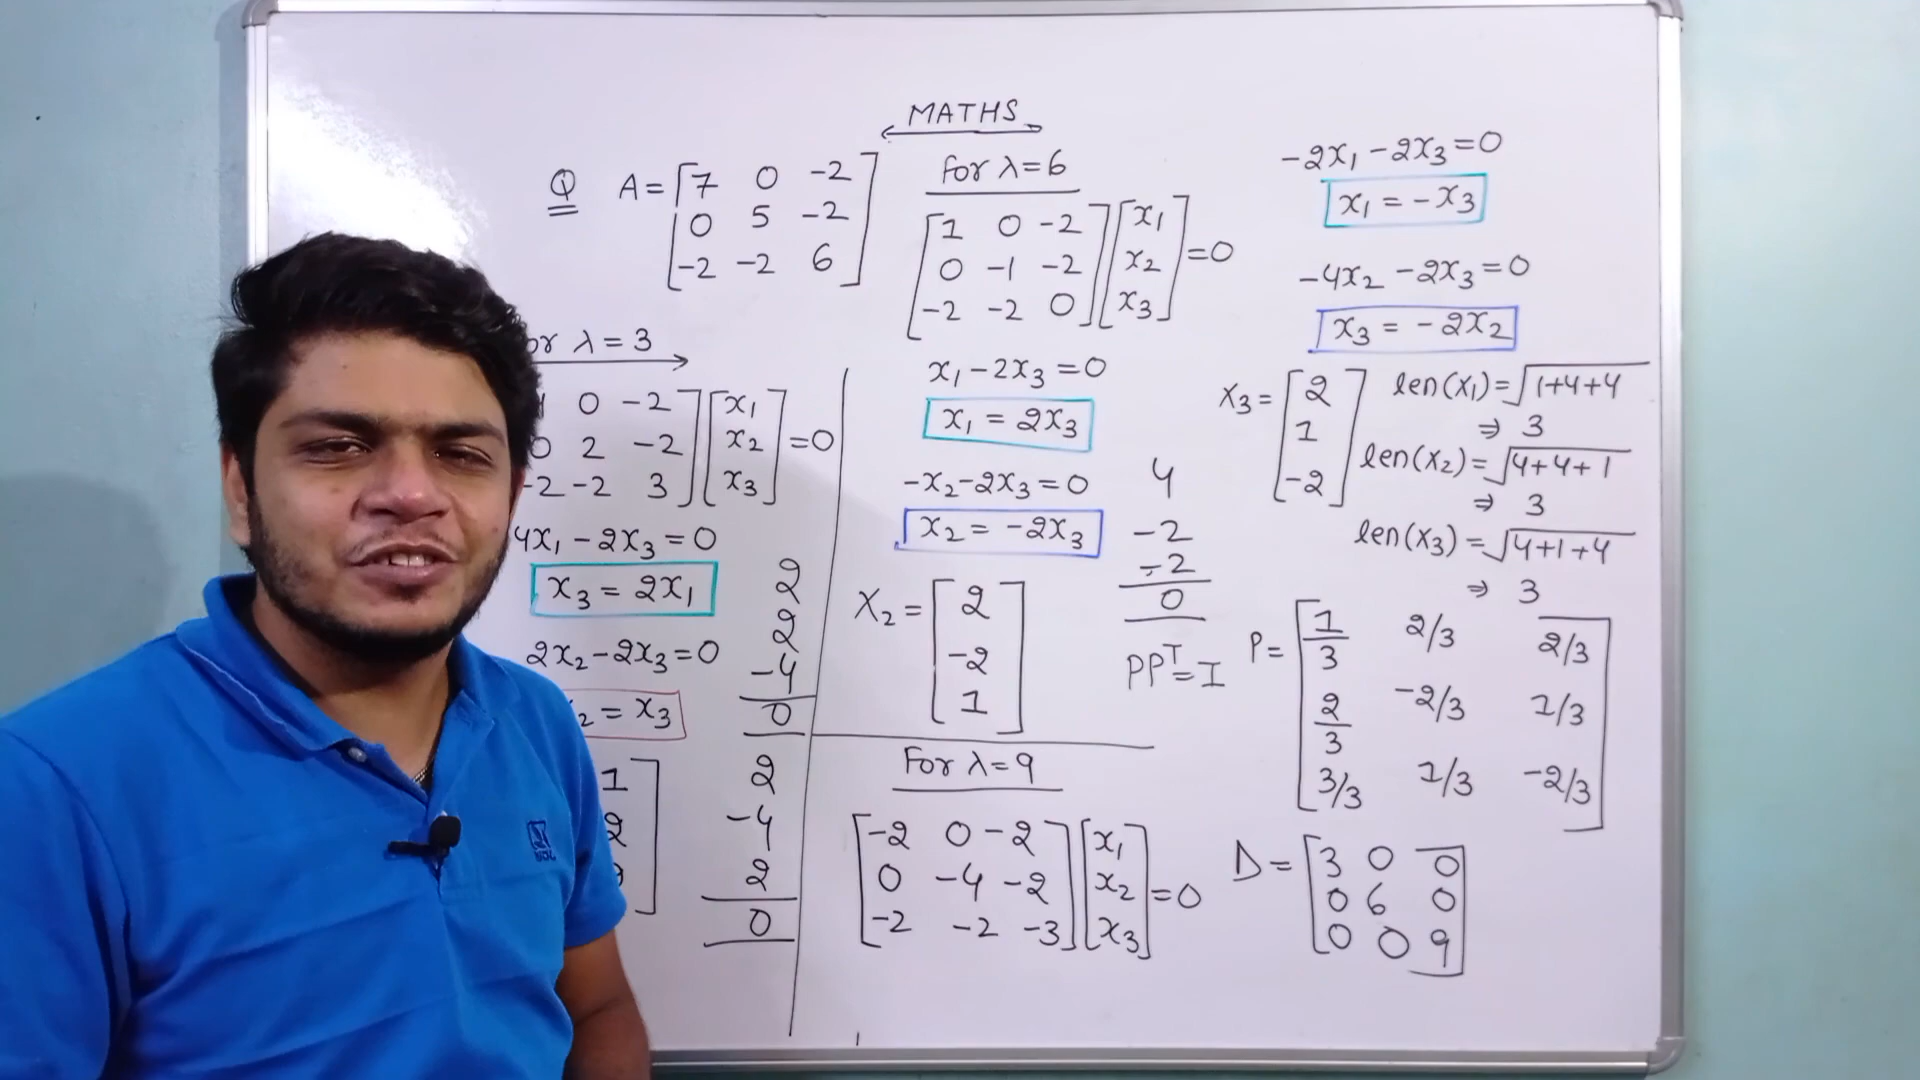 MATHS
Q A = [7 0 -2
0 5 -2
-2 -2 6]
or λ = 3
0 -2] [x1
0 2 -2] [x2 = 0
-2 -2 3] [x3]
4x1 - 2x3 = 0
x3 = 2x1
2x2 - 2x3 = 0
2 = x3
1
2
2
2
-4
0
2
-4
2
0
for λ = 6
[1 0 -2] [x1
0 -1 -2] [x2 = 0
-2 -2 0] [x3]
x1 - 2x3 = 0
x1 = 2x3
-x2 - 2x3 = 0
x2 = -2x3
X2 = [2
-2
1]
4
-2
-2
0
PP^T = I
For λ = 9
[-2 0 -2] [x1
0 -4 -2] [x2 = 0
-2 -2 -3] [x3]
-2x1 - 2x3 = 0
x1 = -x3
-4x2 - 2x3 = 0
x3 = -2x2
X3 = [2
1
-2]
len(x1) = √1+4+4
⇒ 3
len(x2) = √4+4+1
⇒ 3
len(x3) = √4+1+4
⇒ 3
P = [1/3 2/3 2/3
2/3 -2/3 1/3
3/3 1/3 -2/3]
D = [3 0 0
0 6 0
0 0 9]